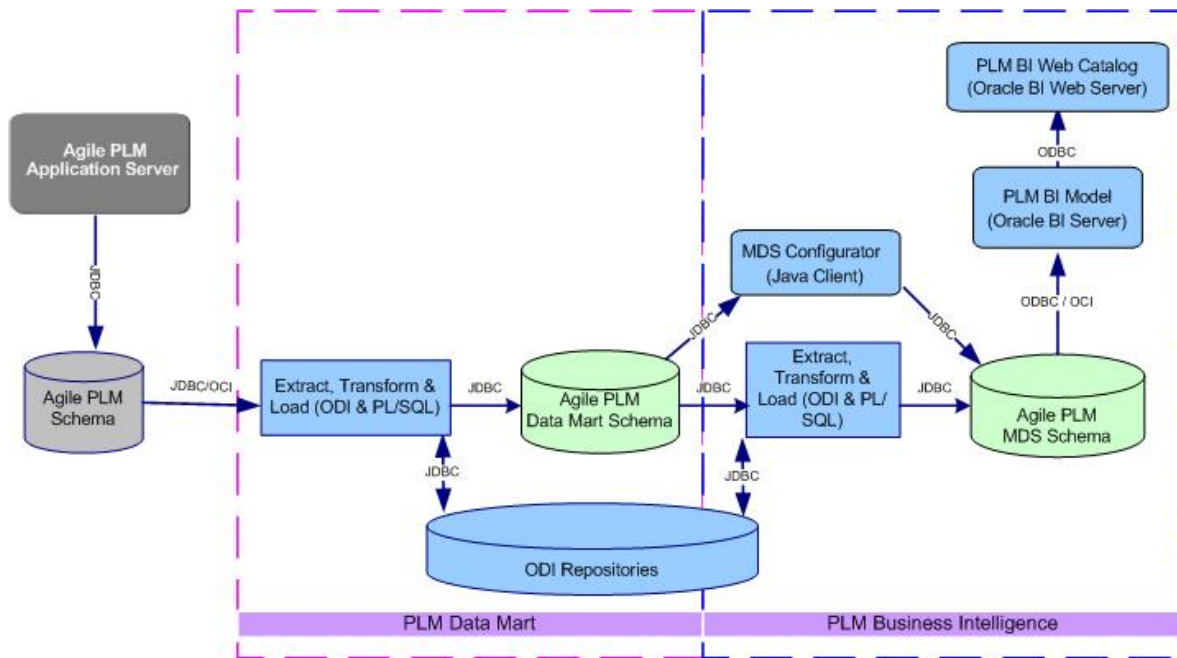 PLM BI Web Catalog
(Oracle BI Web Server)
ODBC
Agile PLM
Application Server
PLM BI Model
(Oracle BI Server)
MDS Configurator
(Java Client)
JDBC
ODBC / OCI
JDBC
JDBC
Agile PLM
Schema
JDBC/OCI
Extract, Transform &
Load (ODI & PL/SQL)
JDBC
Agile PLM
Data Mart Schema
JDBC
Extract,
Transform &
Load (ODI & PL/
SQL)
JDBC
Agile PLM
MDS Schema
JDBC
JDBC
ODI Repositories
PLM Data Mart
PLM Business Intelligence